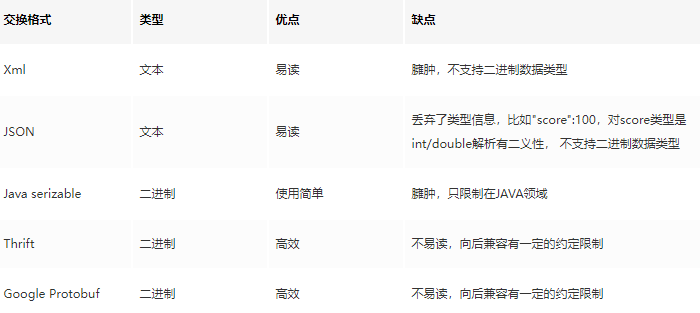 交换格式 类型 优点 缺点
Xml 文本 易读 臃肿，不支持二进制数据类型
JSON 文本 易读 丢弃了类型信息，比如"score":100，对score类型是
int/double解析有二义性， 不支持二进制数据类型
Java serizable 二进制 使用简单 臃肿，只限制在JAVA领域
Thrift 二进制 高效 不易读，向后兼容有一定的约定限制
Google Protobuf 二进制 高效 不易读，向后兼容有一定的约定限制